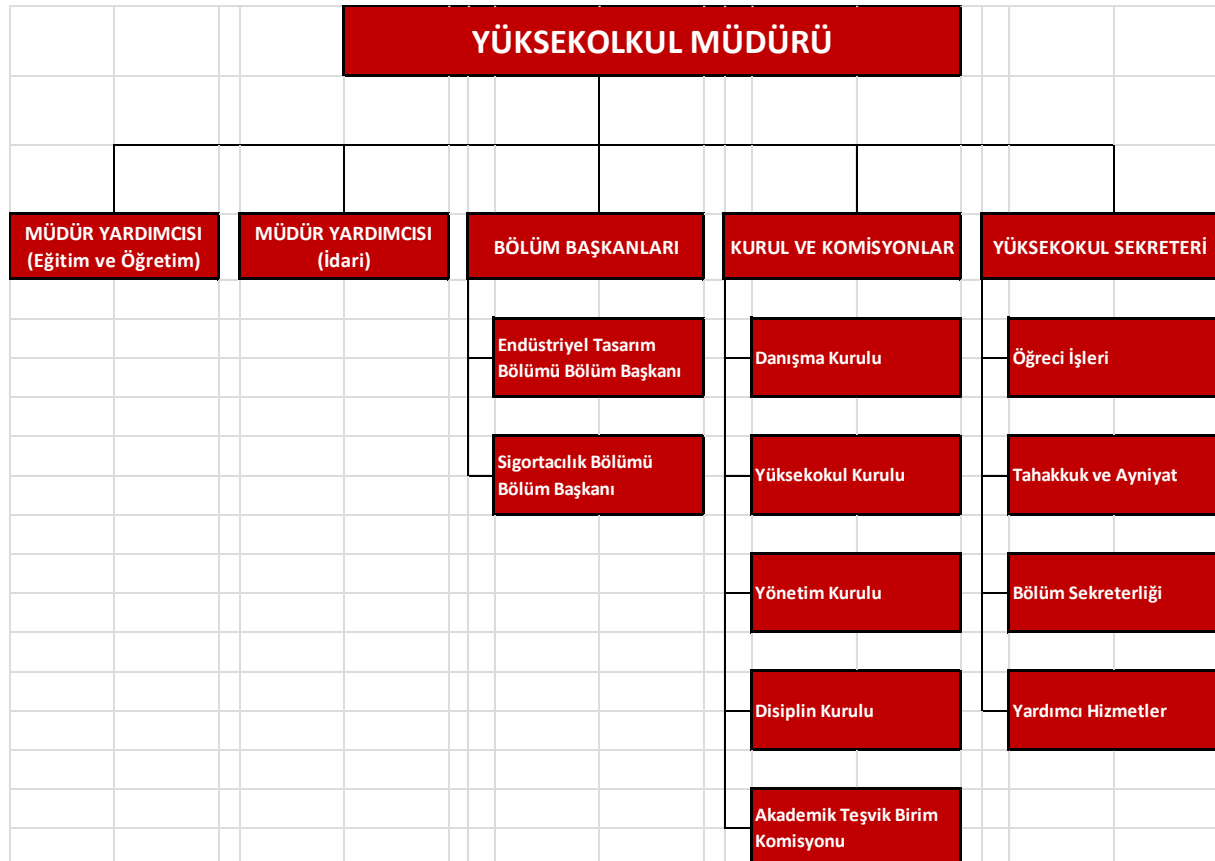 YÜKSEKOLKUL MÜDÜRÜ
MÜDÜR YARDIMCISI
(Eğitim ve Öğretim)
MÜDÜR YARDIMCISI
(İdari)
BÖLÜM BAŞKANLARI
KURUL VE KOMİSYONLAR
YÜKSEKOKUL SEKRETERİ
Endüstriyel Tasarım
Bölümü Bölüm Başkanı
Danışma Kurulu
Öğreci İşleri
Sigortacılık Bölümü
Bölüm Başkanı
Yüksekokul Kurulu
Tahakkuk ve Ayniyat
Yönetim Kurulu
Bölüm Sekreterliği
Disiplin Kurulu
Yardımcı Hizmetler
Akademik Teşvik Birim
Komisyonu